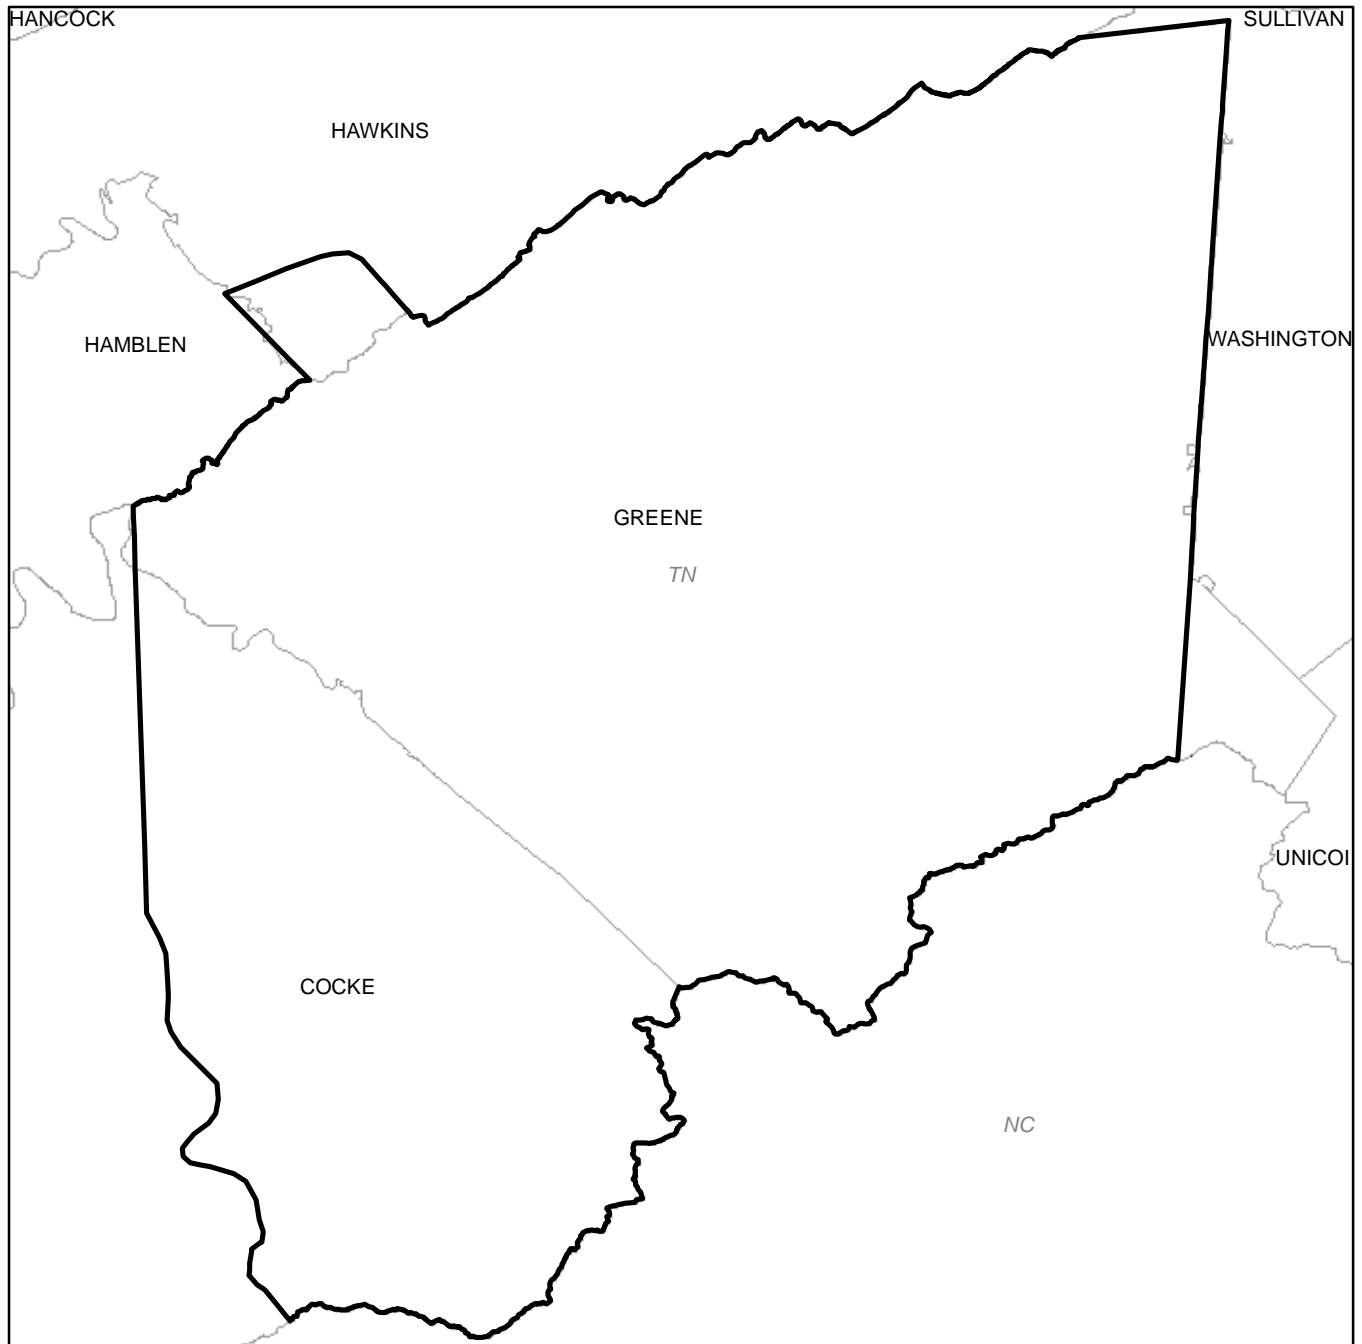 HANCOCK
SULLIVAN
HAWKINS
WASHINGTON
HAMBLEN
GREENE
TN
UNICOI
COCKE
NC